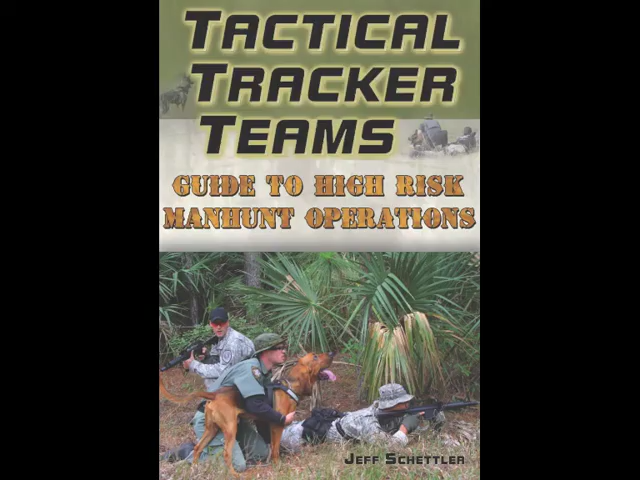 TACTICAL
TRACKER
TEAMS
GUIDE TO HIGH RISK
MANHUNT OPERATIONS
JEFF SCHETTLER